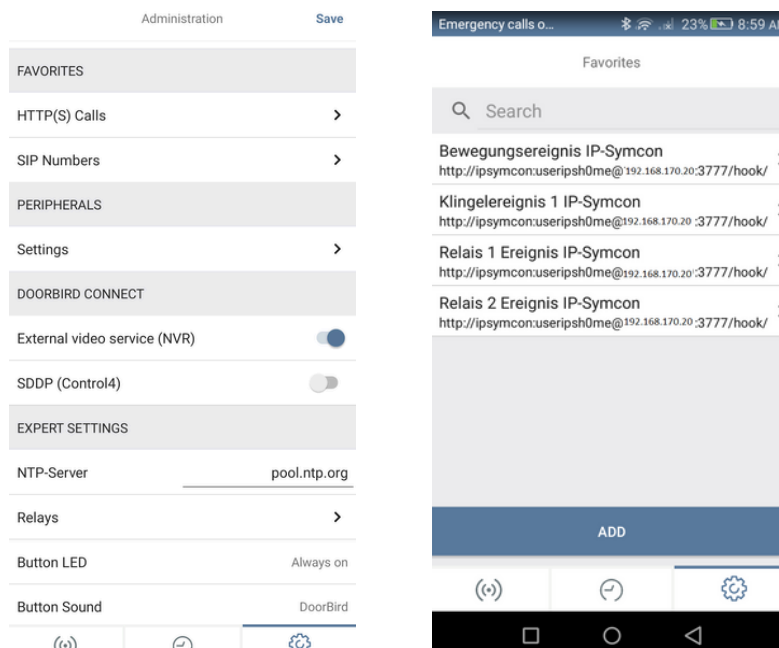 Administration
Save
FAVORITES
HTTP(S) Calls
SIP Numbers
PERIPHERALS
Settings
DOORBIRD CONNECT
External video service (NVR)
SDDP (Control4)
EXPERT SETTINGS
NTP-Server
pool.ntp.org
Relays
Button LED
Always on
Button Sound
DoorBird
Emergency calls o...
23%
8:59 AM
Favorites
Search
Bewegungsereignis IP-Symcon
http://ipsymcon:useripsh0me@192.168.170.20:3777/hook/
Klingelereignis 1 IP-Symcon
http://ipsymcon:useripsh0me@192.168.170.20:3777/hook/
Relais 1 Ereignis IP-Symcon
http://ipsymcon:useripsh0me@192.168.170.20:3777/hook/
Relais 2 Ereignis IP-Symcon
http://ipsymcon:useripsh0me@192.168.170.20:3777/hook/
ADD